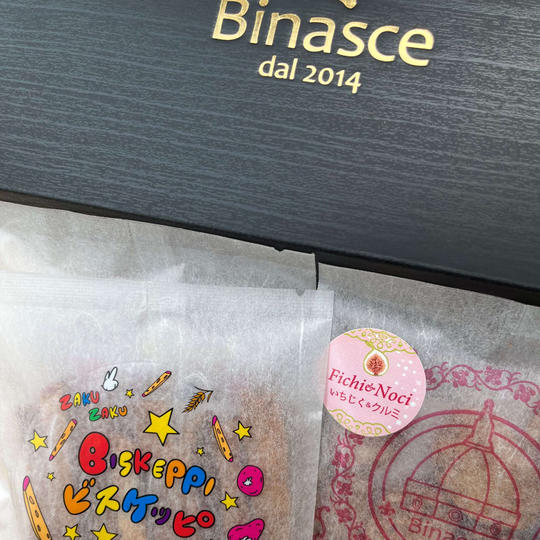 Binasce
dal 2014
Fichi&Noci
いちじく&クルミ
ZAKU
ZAKU
BISKEPPI
ビスケッピ
Binas